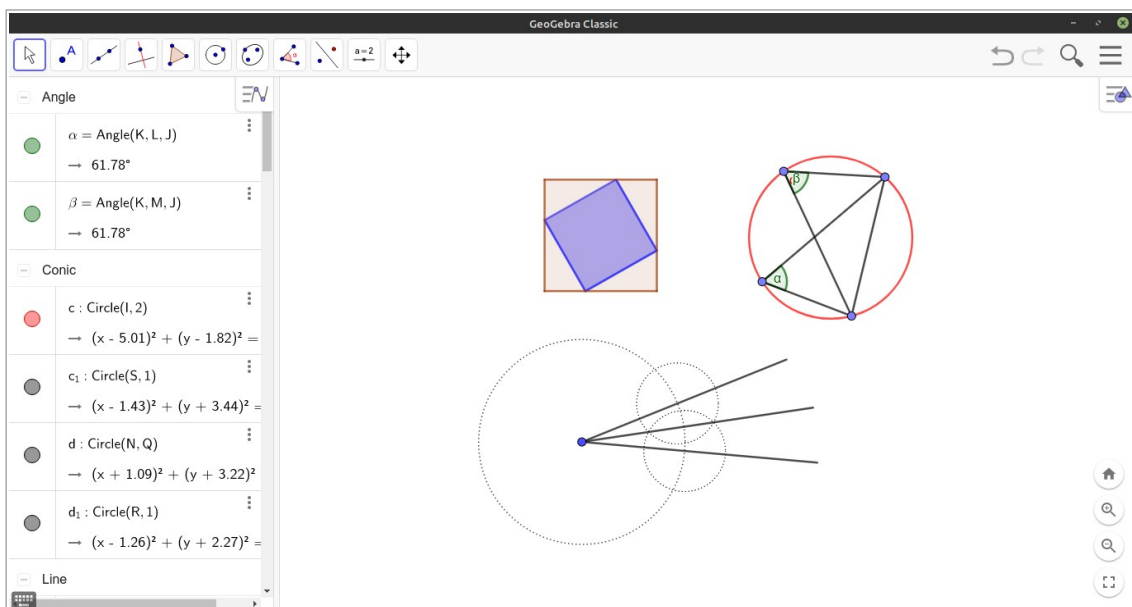 GeoGebra Classic
A
α
a = 2
Angle
α = Angle(K, L, J)
→ 61.78°
β = Angle(K, M, J)
→ 61.78°
Conic
c : Circle(I, 2)
→ (x - 5.01)² + (y - 1.82)² =
c₁ : Circle(S, 1)
→ (x - 1.43)² + (y + 3.44)² =
d : Circle(N, Q)
→ (x + 1.09)² + (y + 3.22)²
d₁ : Circle(R, 1)
→ (x - 1.26)² + (y + 2.27)² =
Line
β
α